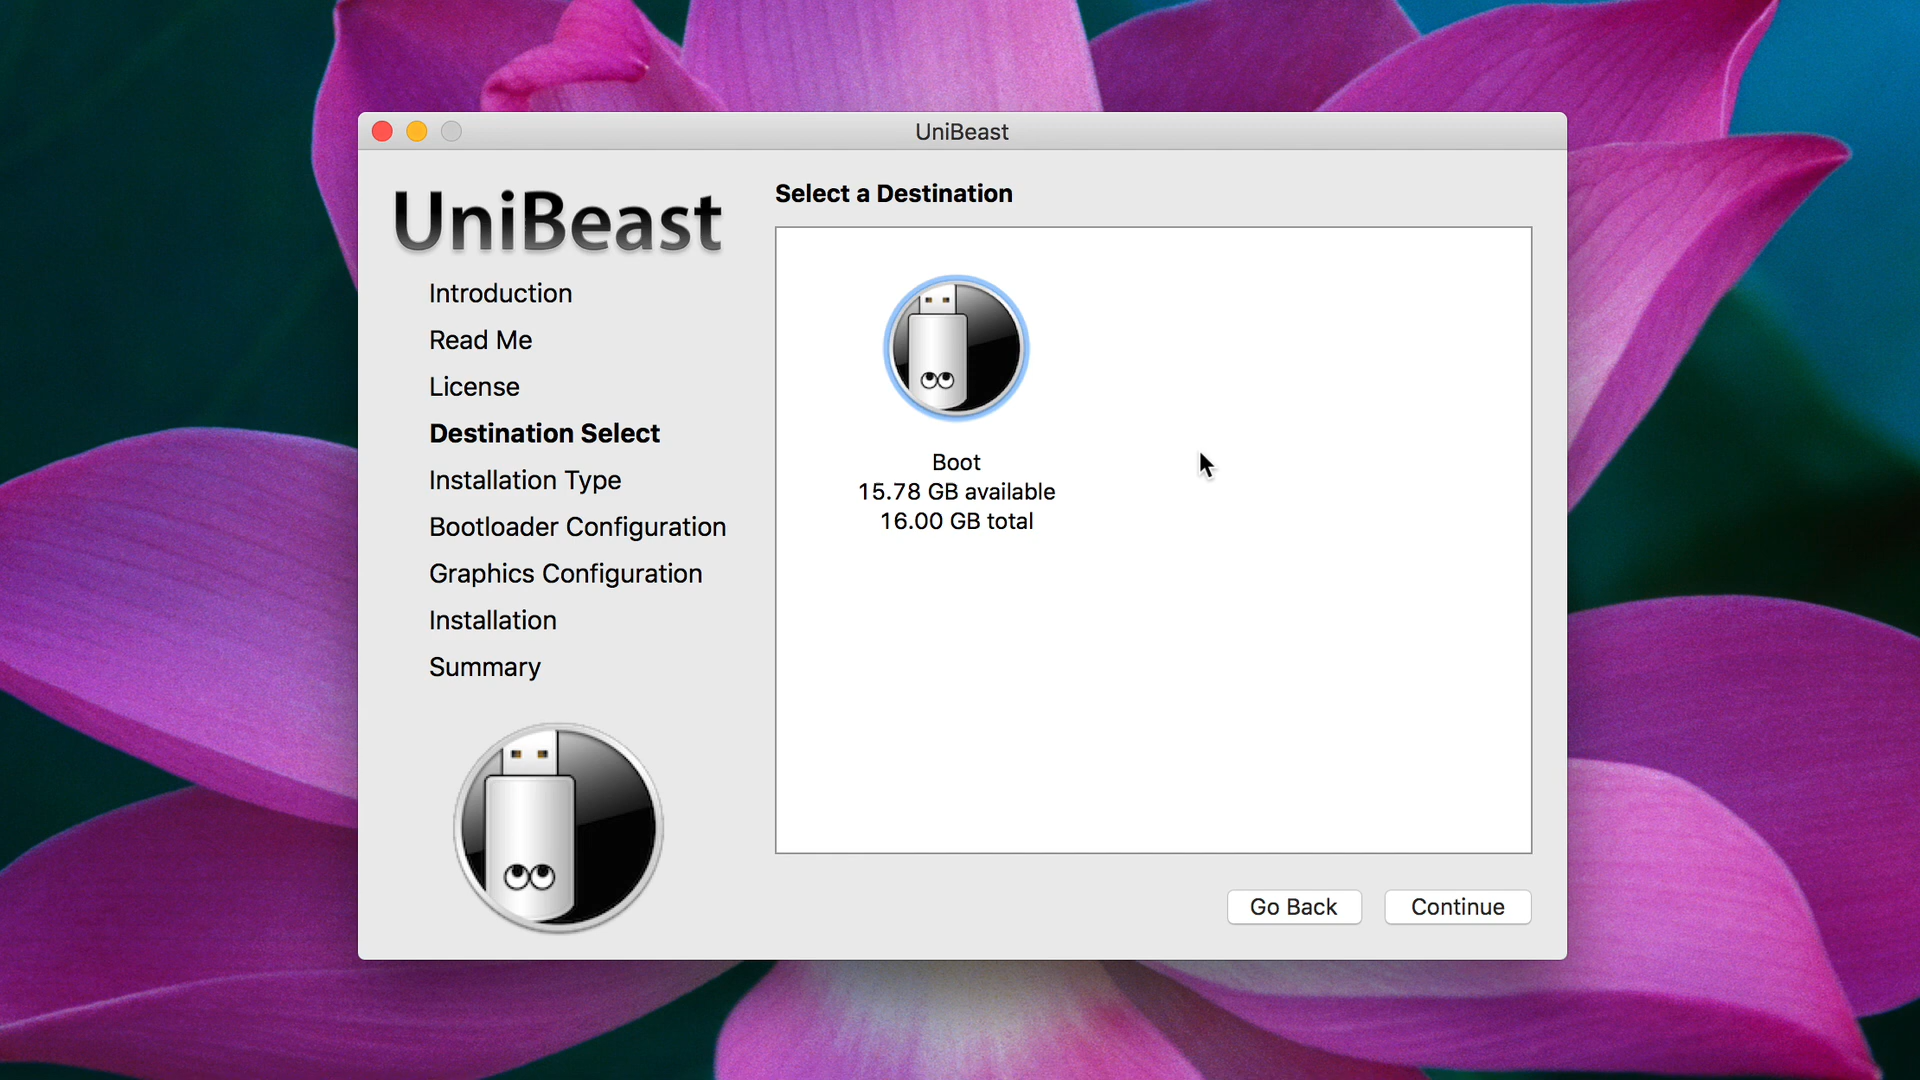 UniBeast
UniBeast
Introduction
Read Me
License
Destination Select
Installation Type
Bootloader Configuration
Graphics Configuration
Installation
Summary
Select a Destination
Boot
15.78 GB available
16.00 GB total
Go Back
Continue